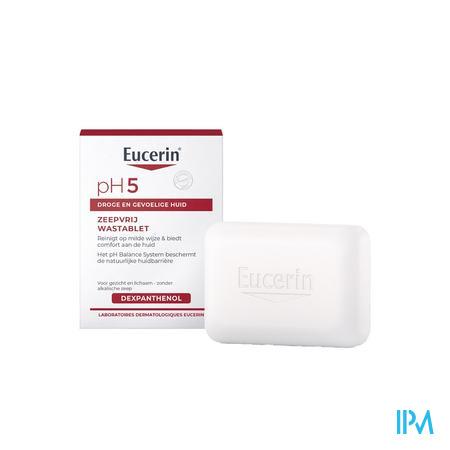 Eucerin®
pH5
DROGE EN GEVOELIGE HUID
ZEEPVRIJ
WASTABLET
Reinigt op milde wijze & biedt
comfort aan de huid
Het pH Balance System beschermt
de natuurlijke huidbarrière
Voor gezicht en lichaam - zonder
alkalische zeep
DEXPANTHENOL
LABORATOIRES DERMATOLOGIQUES EUCERIN
Eucerin
IPM